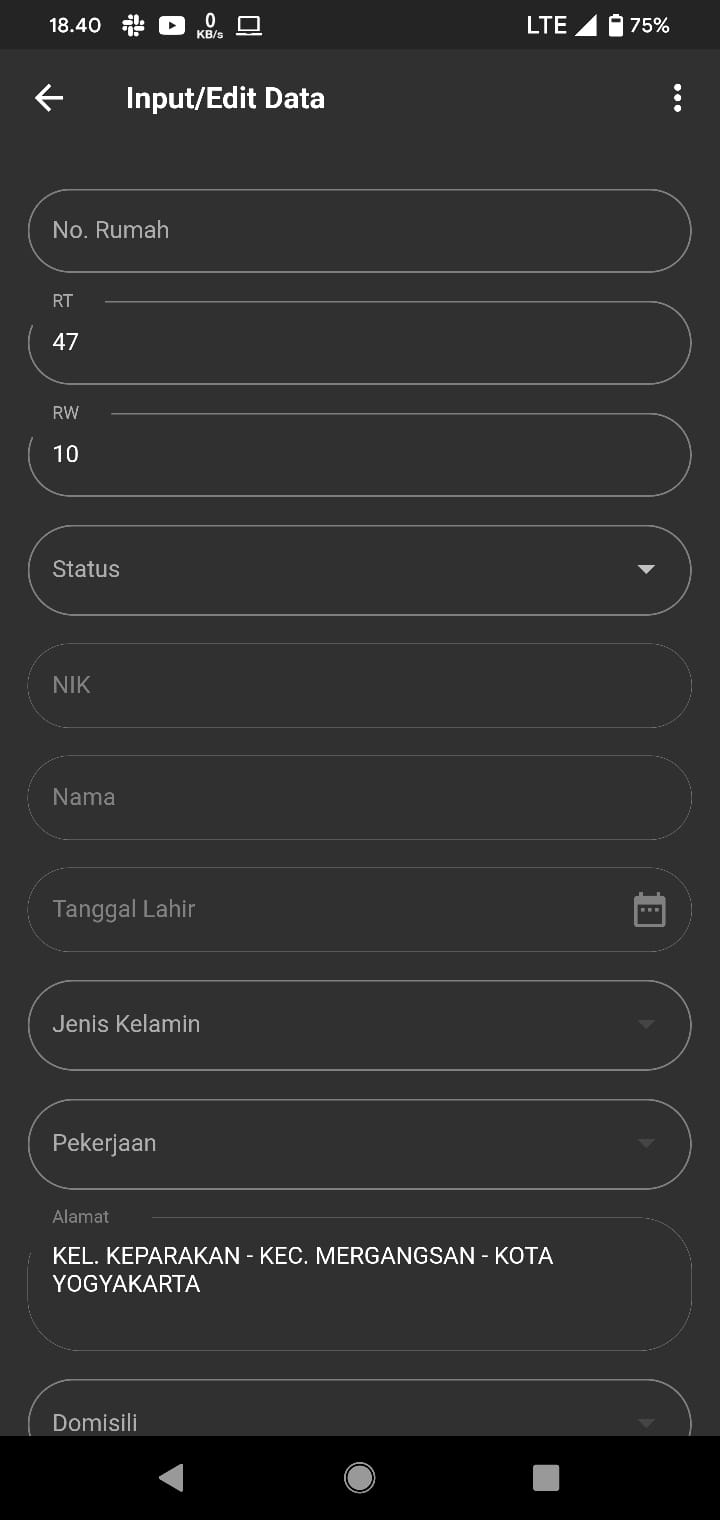 18.40 0 KB/s LTE 75%
Input/Edit Data
No. Rumah
RT
47
RW
10
Status
NIK
Nama
Tanggal Lahir
Jenis Kelamin
Pekerjaan
Alamat
KEL. KEPARAKAN - KEC. MERGANGSAN - KOTA
YOGYAKARTA
Domisili